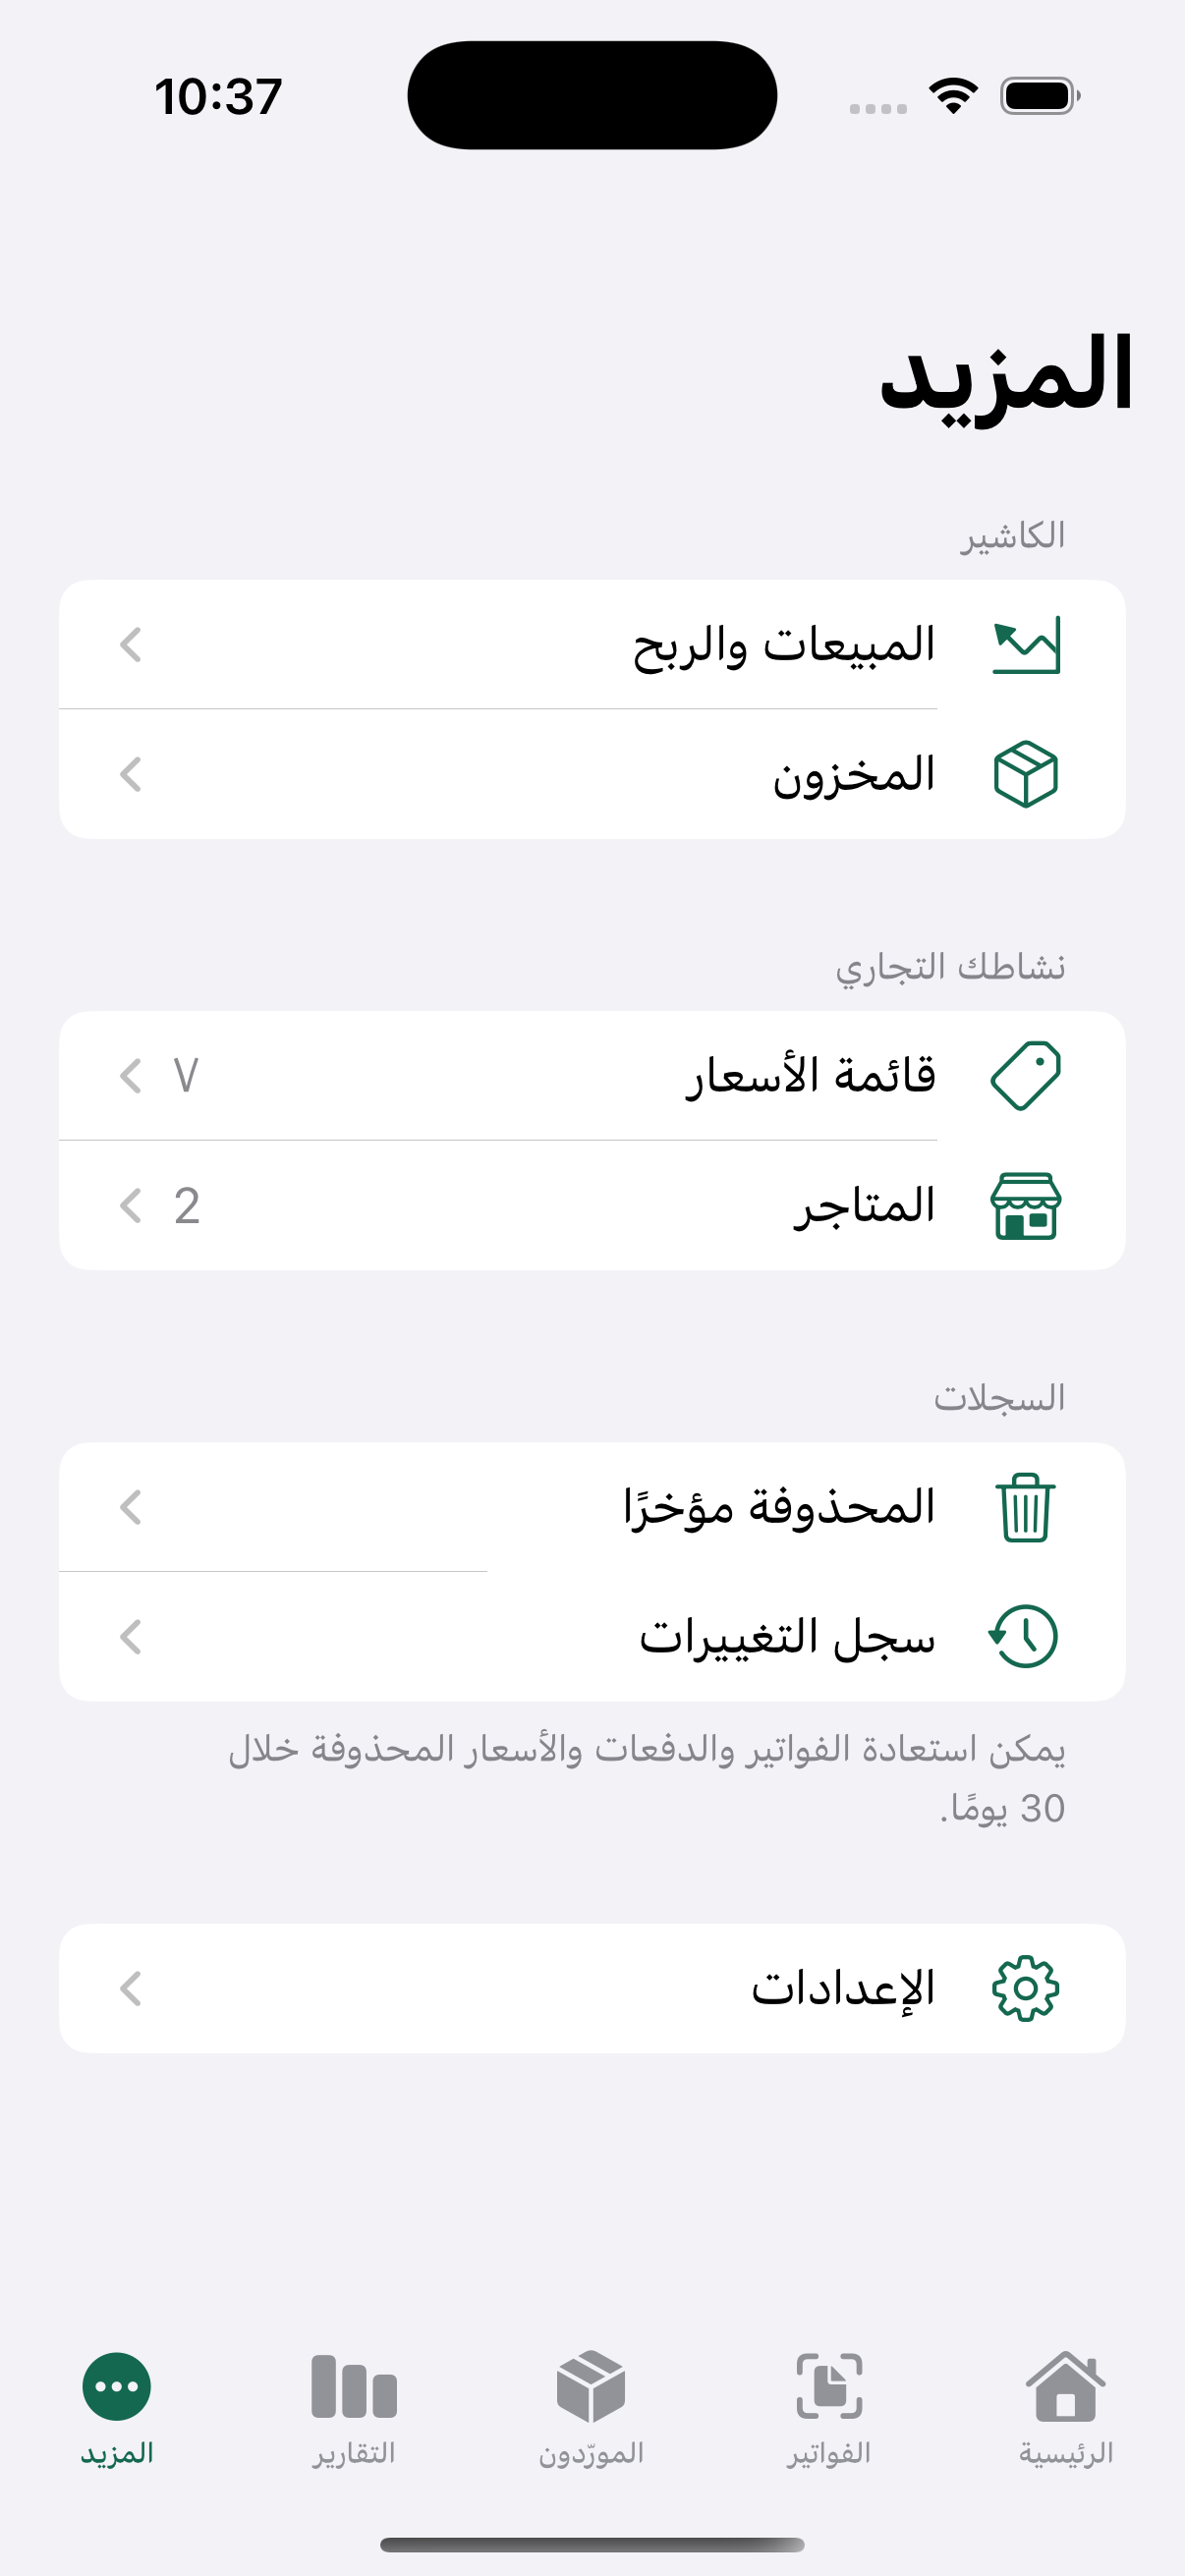 10:37
المزيد
الكاشير
المبيعات والربح
المخزون
نشاطك التجاري
قائمة الأسعار ٧
المتاجر 2
السجلات
المحذوفة مؤخرًا
سجل التغييرات
يمكن استعادة الفواتير والدفعات والأسعار المحذوفة خلال
30 يومًا.
الإعدادات
الرئيسية الفواتير المورّدون التقارير المزيد